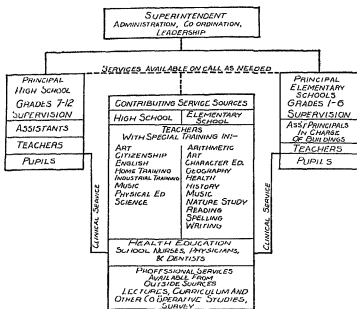 SUPERINTENDENT
ADMINISTRATION, CO ORDINATION,
LEADERSHIP
SERVICES AVAILABLE ON CALL AS NEEDED
PRINCIPAL
HIGH SCHOOL
GRADES 7-12
SUPERVISION
ASSISTANTS
TEACHERS
PUPILS
CLINICAL SERVICE
CONTRIBUTING SERVICE SOURCES
HIGH SCHOOL
ELEMENTARY
SCHOOL
TEACHERS
WITH SPECIAL TRAINING IN:-
ART
CITIZENSHIP
ENGLISH
HOME TRAINING
INDUSTRIAL TRAINING
MUSIC
PHYSICAL ED
SCIENCE
ARITHMETIC
ART
CHARACTER ED.
GEOGRAPHY
HEALTH
HISTORY
MUSIC
NATURE STUDY
READING
SPELLING
WRITING
HEALTH EDUCATION
SCHOOL NURSES, PHYSICIANS,
& DENTISTS
PROFESSIONAL SERVICES
AVAILABLE FROM
OUTSIDE SOURCES
LECTURES, CURRICULUM AND
OTHER CO OPERATIVE STUDIES,
SURVEY
PRINCIPAL
ELEMENTARY
SCHOOLS
GRADES 1-6
SUPERVISION
ASS'T PRINCIPALS
IN CHARGE
OF BUILDINGS
TEACHERS
PUPILS
CLINICAL SERVICE